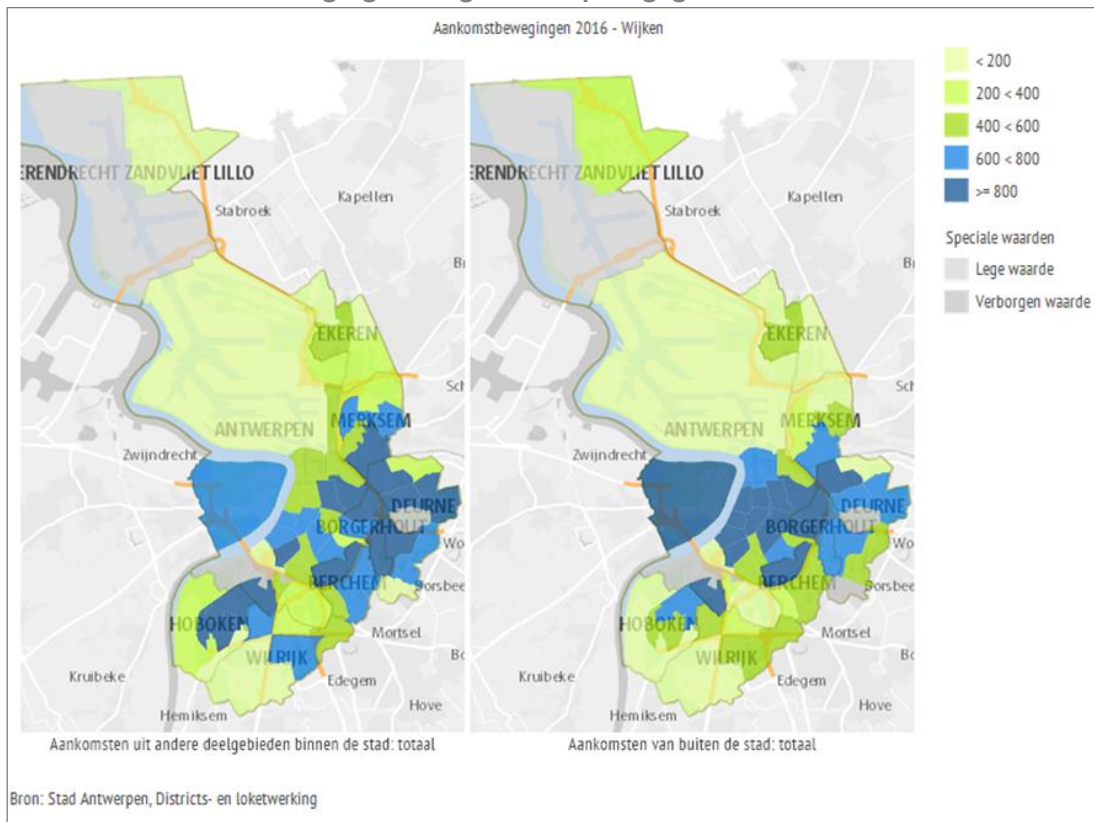 Aankomstbewegingen 2016 - Wijken
< 200
200 < 400
400 < 600
600 < 800
>= 800
Speciale waarden
Lege waarde
Verborgen waarde
ERENDRECHT ZANDVLIET LILLO
Kapellen
Stabroek
EKEREN
MERKSEM
ANTWERPEN
Zwijndrecht
DEURNE
BORGERHOUT
BERCHEM
HOBOKEN
Mortsel
WILRIJK
Kruibeke
Edegem
Hemiksem
Hove
ERENDRECHT ZANDVLIET LILLO
Kapellen
Stabroek
EKEREN
MERKSEM
ANTWERPEN
Zwijndrecht
DEURNE
BORGERHOUT
BERCHEM
HOBOKEN
Mortsel
WILRIJK
Kruibeke
Edegem
Hemiksem
Hove
Aankomsten uit andere deelgebieden binnen de stad: totaal
Aankomsten van buiten de stad: totaal
Bron: Stad Antwerpen, Districts- en loketwerking